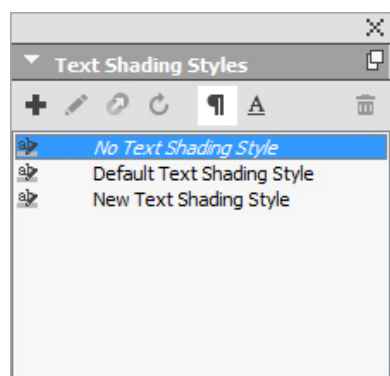 Text Shading Styles
No Text Shading Style
Default Text Shading Style
New Text Shading Style